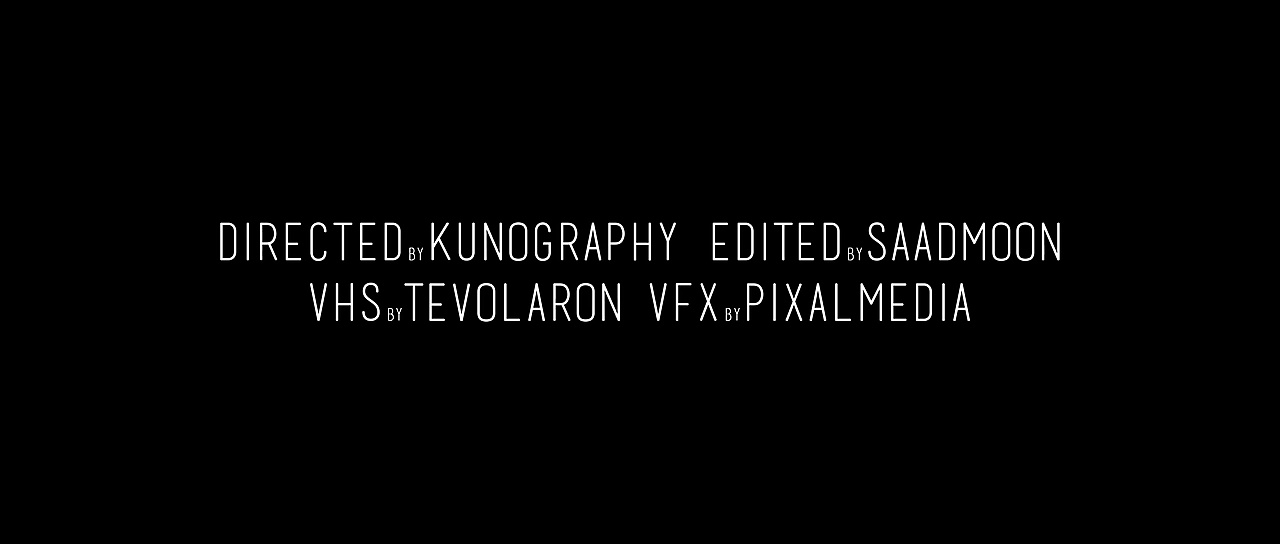 DIRECTED BY KUNOGRAPHY EDITED BY SAADMOON
VHS BY TEVOLARON VFX BY PIXALMEDIA